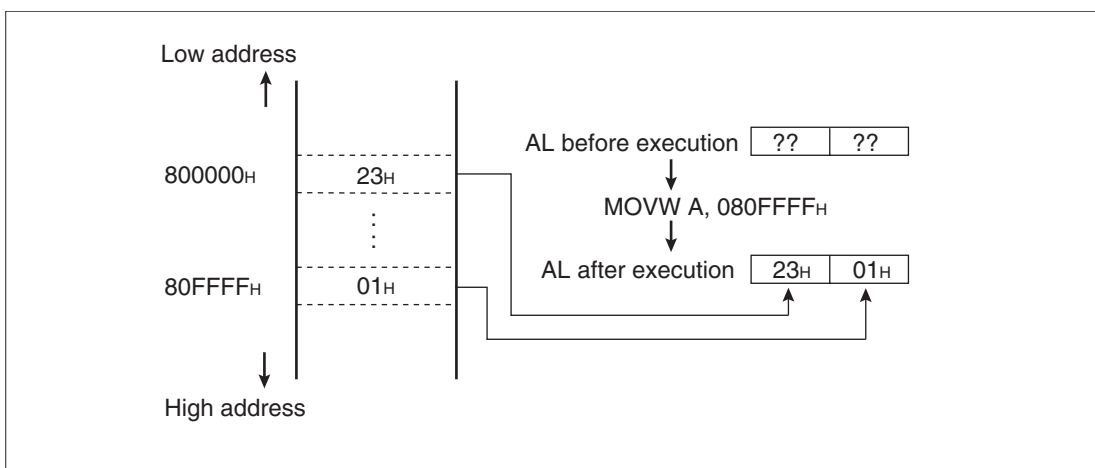 Low address
AL before execution ?? ??
800000H 23H
MOVW A, 080FFFFH
AL after execution 23H 01H
80FFFFH 01H
High address